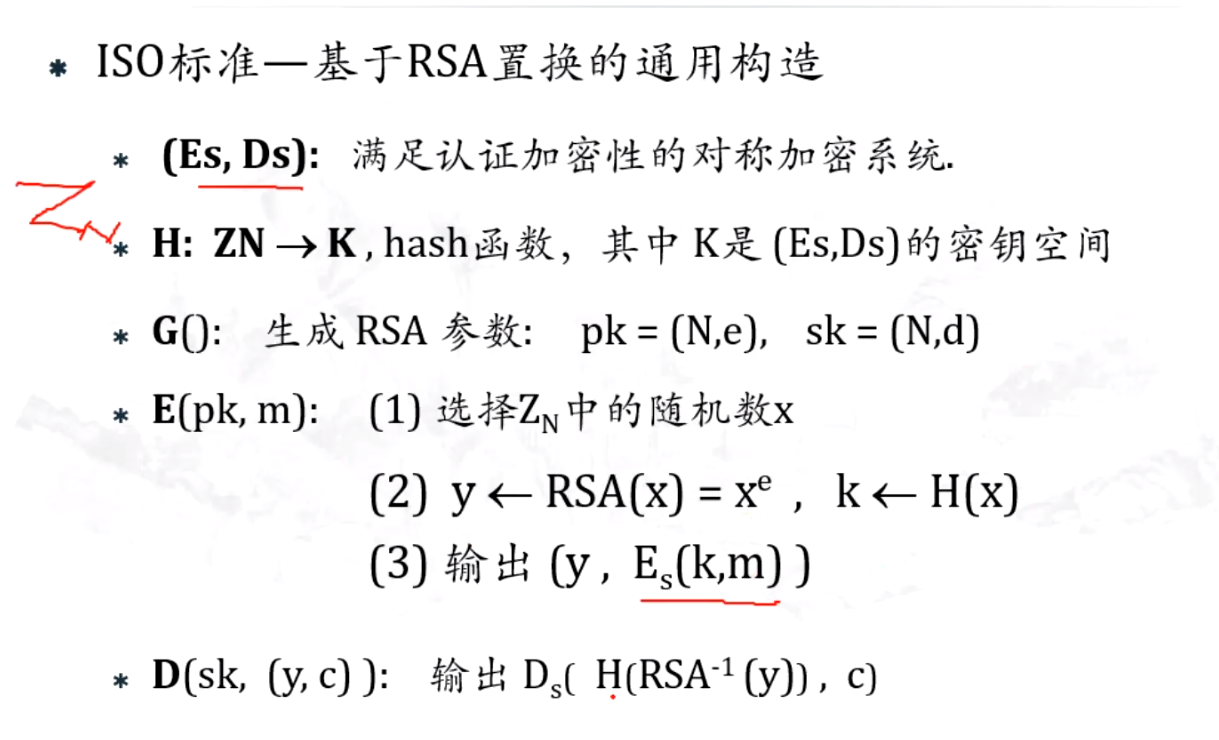 * ISO标准—基于RSA置换的通用构造
* (Es, Ds): 满足认证加密性的对称加密系统.
Z_N
* H: ZN → K , hash函数，其中 K是 (Es,Ds)的密钥空间
* G(): 生成 RSA 参数: pk = (N,e), sk = (N,d)
* E(pk, m): (1) 选择Z_N中的随机数x
(2) y ← RSA(x) = x^e , k ← H(x)
(3) 输出 (y , E_s(k,m) )
* D(sk, (y, c) ): 输出 D_s( H(RSA^-1 (y)) , c)